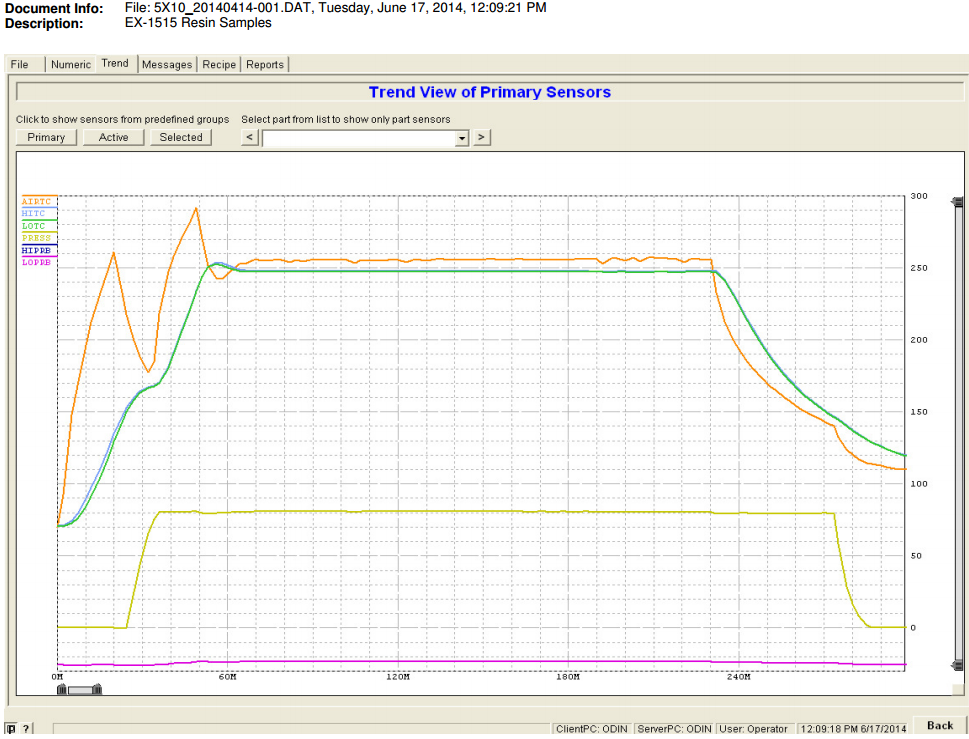 Document Info: File: 5X10_20140414-001.DAT, Tuesday, June 17, 2014, 12:09:21 PM
Description: EX-1515 Resin Samples
File Numeric Trend Messages Recipe Reports
Trend View of Primary Sensors
Click to show sensors from predefined groups Select part from list to show only part sensors
Primary Active Selected < >
AIRTC
HITC
LOTC
PRESS
HIPRB
LOPRB
300
250
200
150
100
50
0
0M 60M 120M 180M 240M
P ? ClientPC: ODIN ServerPC: ODIN User: Operator 12:09:18 PM 6/17/2014 Back